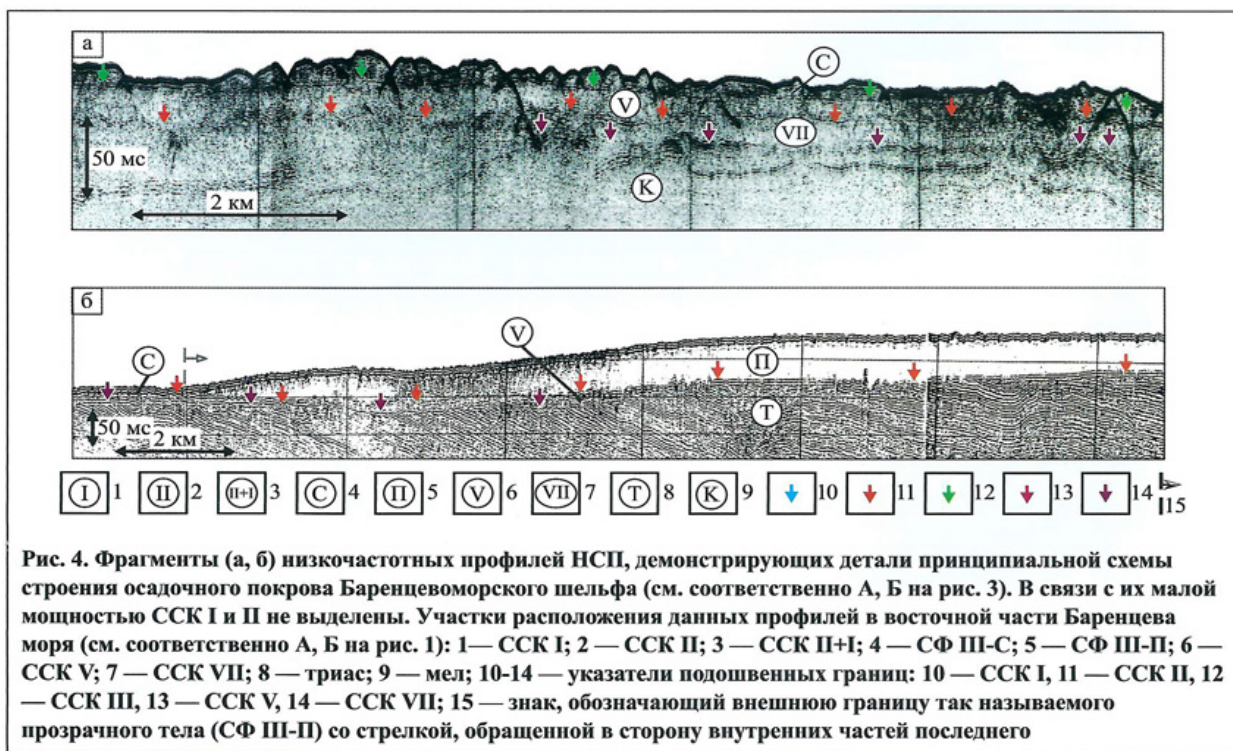 а
С
V
VII
50 мс
К
2 км
б
V
С
П
Т
50 мс
2 км
I 1 II 2 II+I 3 С 4 П 5 V 6 VII 7 Т 8 К 9 10 11 12 13 14 15
Рис. 4. Фрагменты (а, б) низкочастотных профилей НСП, демонстрирующих детали принципиальной схемы
строения осадочного покрова Баренцевоморского шельфа (см. соответственно А, Б на рис. 3). В связи с их малой
мощностью ССК I и II не выделены. Участки расположения данных профилей в восточной части Баренцева
моря (см. соответственно А, Б на рис. 1): 1— ССК I; 2 — ССК II; 3 — ССК II+I; 4 — СФ III-С; 5 — СФ III-П; 6 —
ССК V; 7 — ССК VII; 8 — триас; 9 — мел; 10-14 — указатели подошвенных границ: 10 — ССК I, 11 — ССК II, 12
— ССК III, 13 — ССК V, 14 — ССК VII; 15 — знак, обозначающий внешнюю границу так называемого
прозрачного тела (СФ III-П) со стрелкой, обращенной в сторону внутренних частей последнего